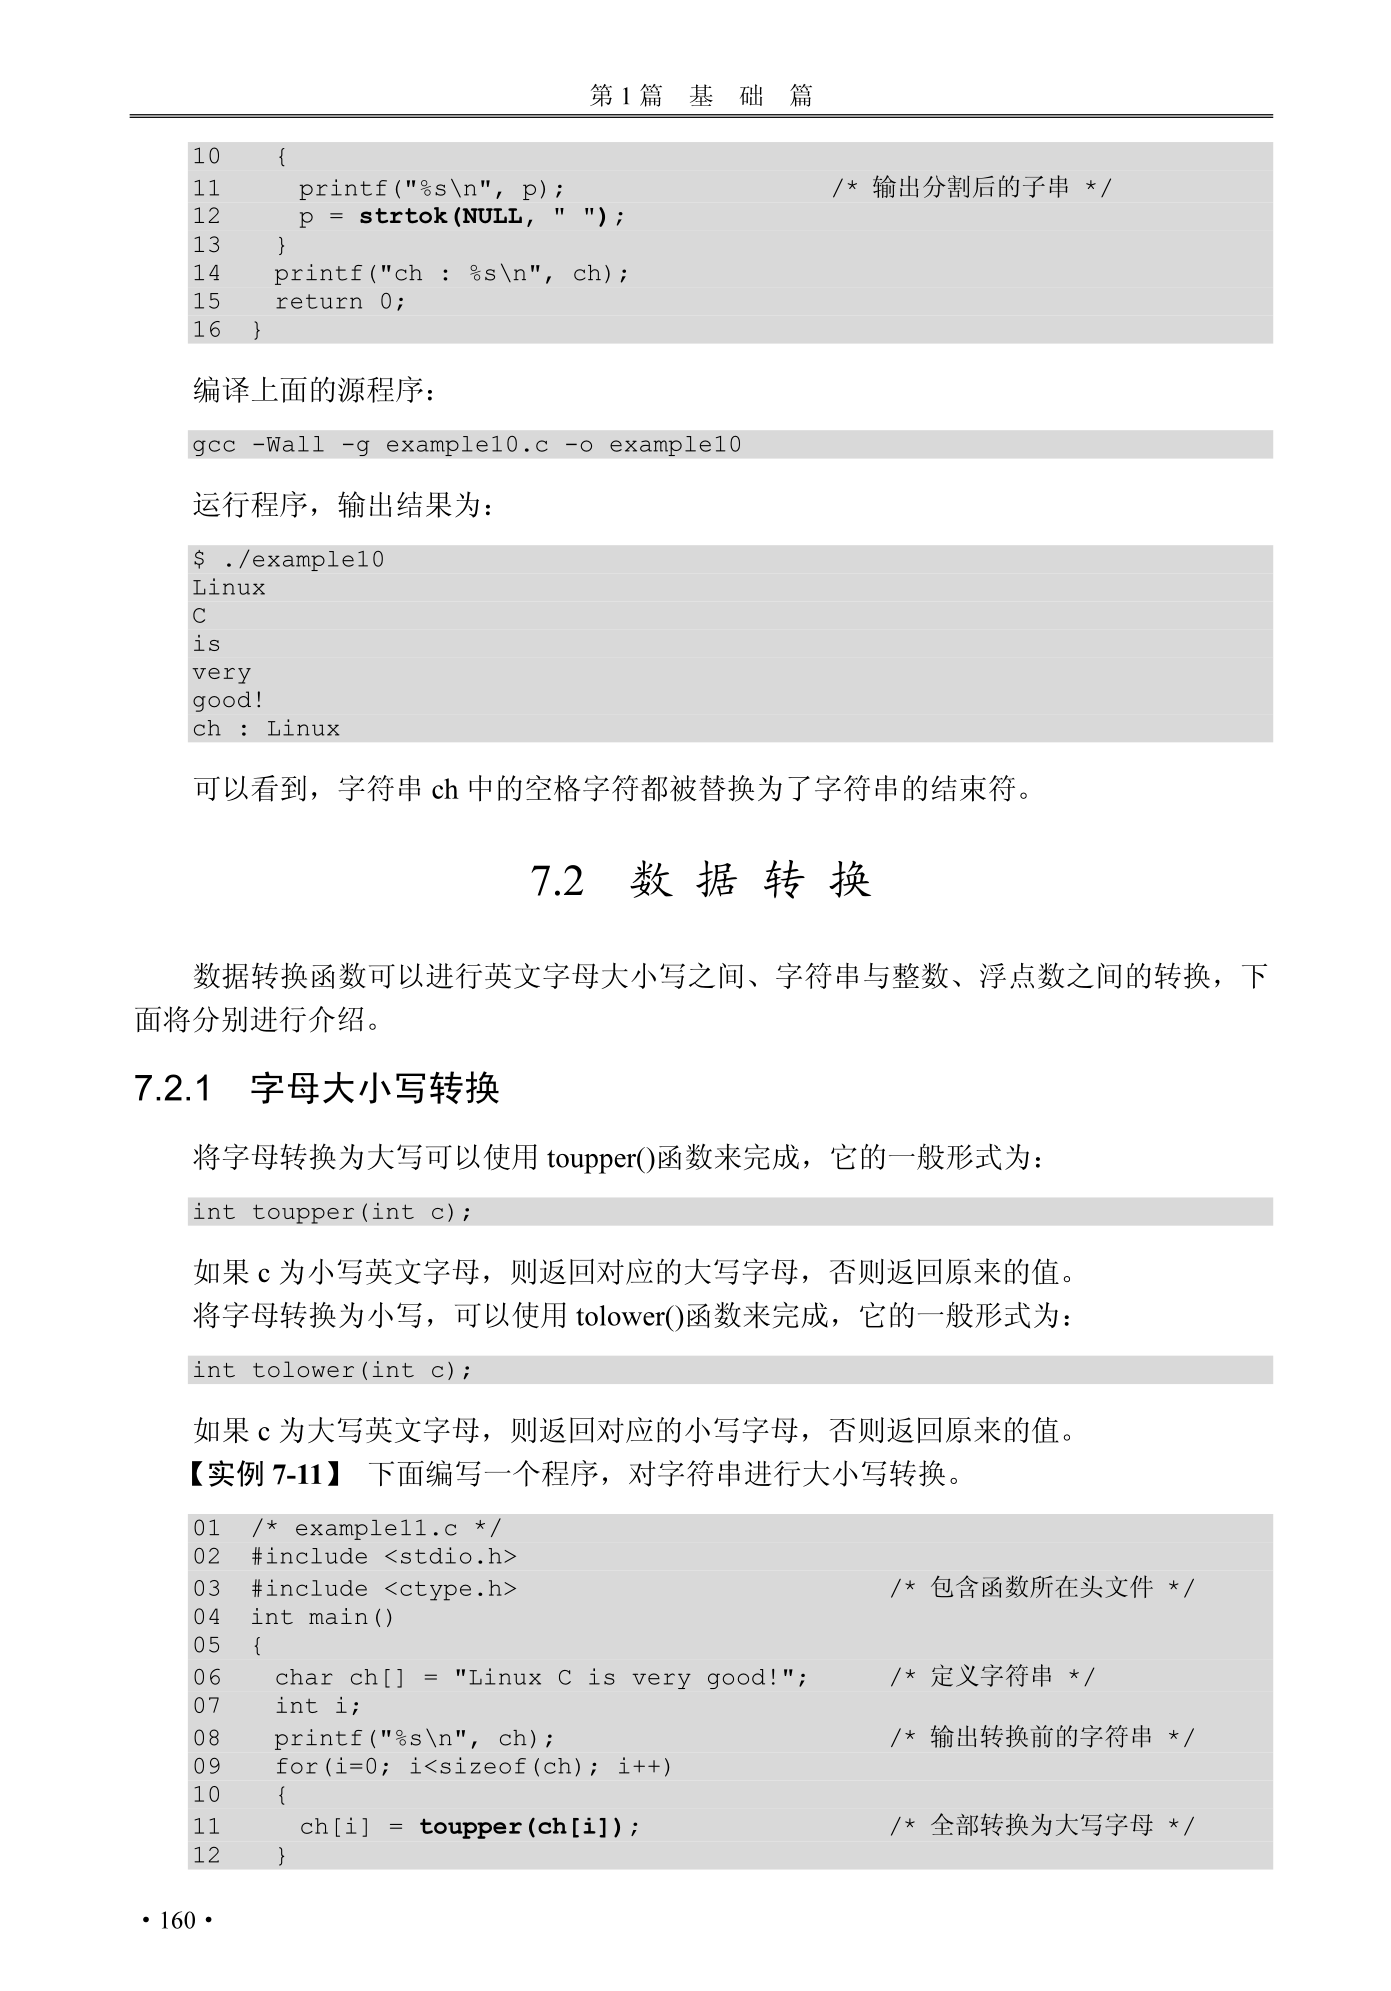 第 1 篇　基　础　篇
10    {
11      printf("%s\n", p);                  /* 输出分割后的子串 */
12      p = strtok(NULL, " ");
13    }
14    printf("ch : %s\n", ch);
15    return 0;
16  }
编译上面的源程序：
gcc -Wall -g example10.c -o example10
运行程序，输出结果为：
$ ./example10
Linux
C
is
very
good!
ch : Linux
可以看到，字符串 ch 中的空格字符都被替换为了字符串的结束符。
7.2　数 据 转 换
数据转换函数可以进行英文字母大小写之间、字符串与整数、浮点数之间的转换，下
面将分别进行介绍。
7.2.1　字母大小写转换
将字母转换为大写可以使用 toupper()函数来完成，它的一般形式为：
int toupper(int c);
如果 c 为小写英文字母，则返回对应的大写字母，否则返回原来的值。
将字母转换为小写，可以使用 tolower()函数来完成，它的一般形式为：
int tolower(int c);
如果 c 为大写英文字母，则返回对应的小写字母，否则返回原来的值。
【实例 7-11】 下面编写一个程序，对字符串进行大小写转换。
01  /* example11.c */
02  #include <stdio.h>
03  #include <ctype.h>                         /* 包含函数所在头文件 */
04  int main()
05  {
06    char ch[] = "Linux C is very good!";     /* 定义字符串 */
07    int i;
08    printf("%s\n", ch);                      /* 输出转换前的字符串 */
09    for(i=0; i<sizeof(ch); i++)
10    {
11      ch[i] = toupper(ch[i]);                /* 全部转换为大写字母 */
12    }
· 160 ·